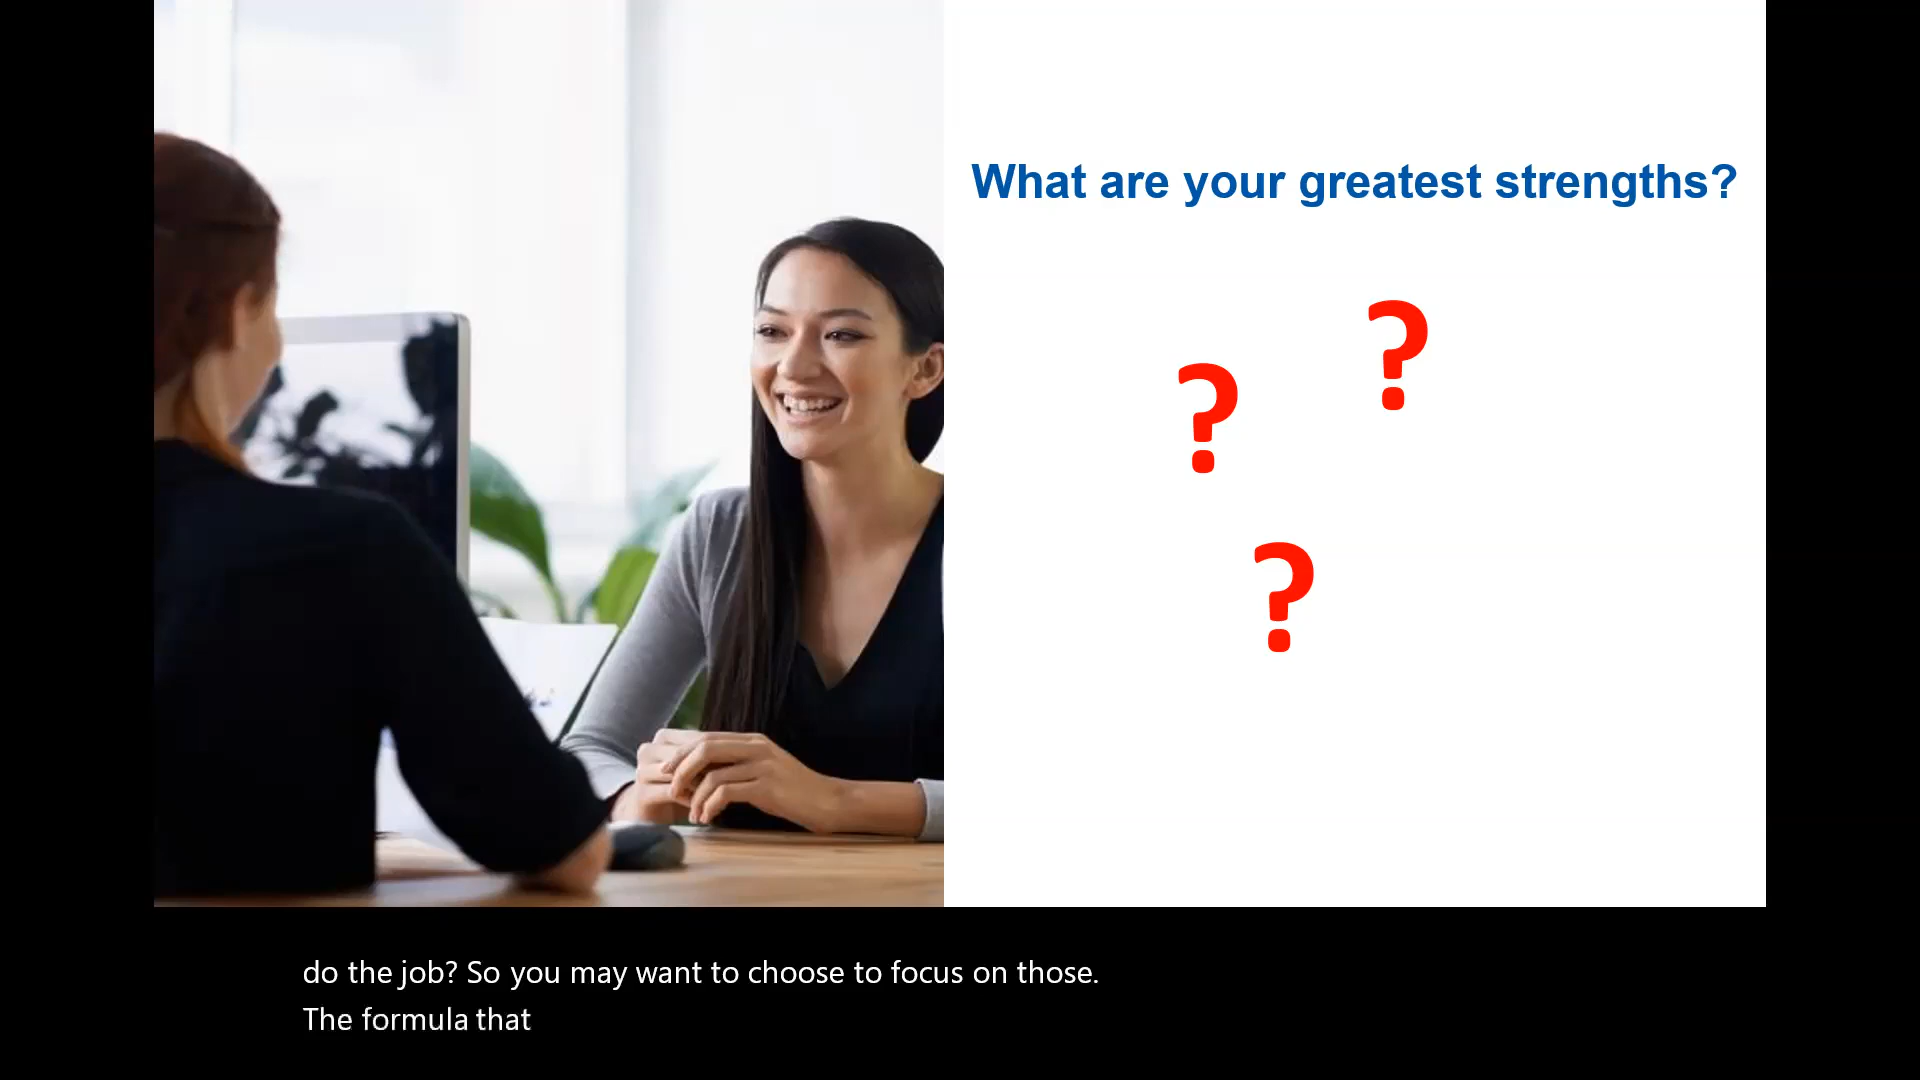 What are your greatest strengths?
?
?
?
do the job? So you may want to choose to focus on those.
The formula that